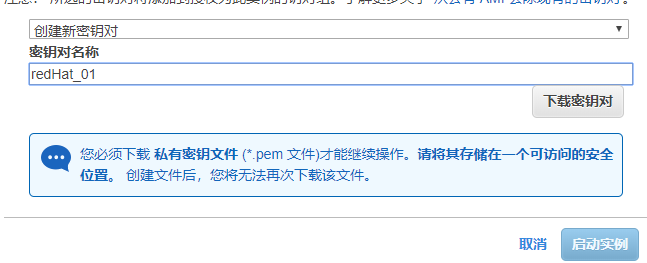 创建新密钥对
密钥对名称
redHat_01
下载密钥对
您必须下载 私有密钥文件 (*.pem 文件)才能继续操作。请将其存储在一个可访问的安全
位置。 创建文件后，您将无法再次下载该文件。
取消 启动实例